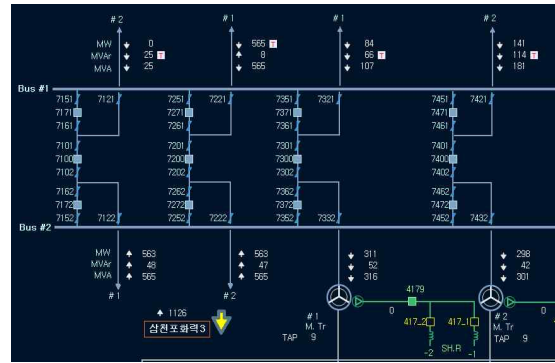 # 2 # 1 # 1 # 2
MW 0 565 T 84 141
MVAr 25 T 8 66 T 114 T
MVA 25 565 107 181
Bus #1
7151 7121 7251 7221 7351 7321 7451 7421
7171 7271 7371 7471
7161 7261 7361 7461
7101 7201 7301 7401
7100 7200 7300 7400
7102 7202 7302 7402
7162 7262 7362 7462
7172 7272 7372 7472
7152 7122 7252 7222 7352 7332 7452 7432
Bus #2
MW 563 563 311 298
MVAr 48 47 52 42
MVA 565 565 316 301
# 1 # 2
4179
0 0
1126
삼천포화력3
# 1 417_2 417_1 # 2
M. Tr M. Tr
TAP 9 SH.R TAP 9
-2 -1